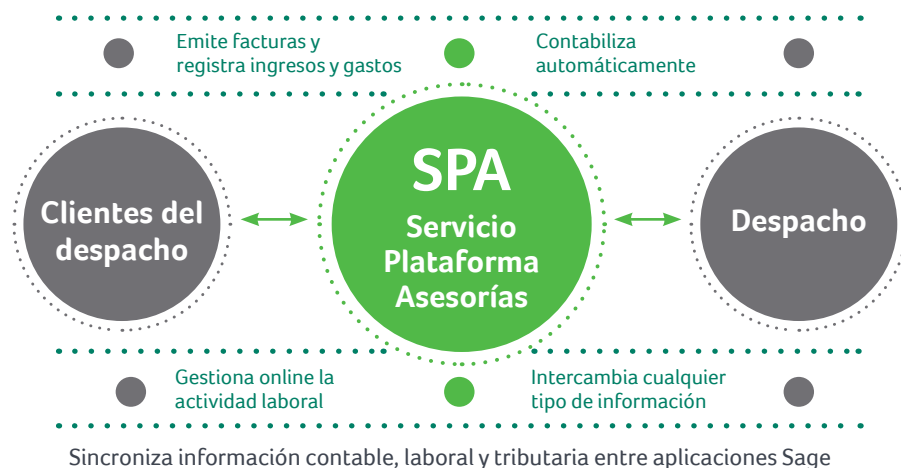 Emite facturas y
registra ingresos y gastos
Contabiliza
automáticamente
Clientes del
despacho
SPA
Servicio
Plataforma
Asesorías
Despacho
Gestiona online la
actividad laboral
Intercambia cualquier
tipo de información
Sincroniza información contable, laboral y tributaria entre aplicaciones Sage